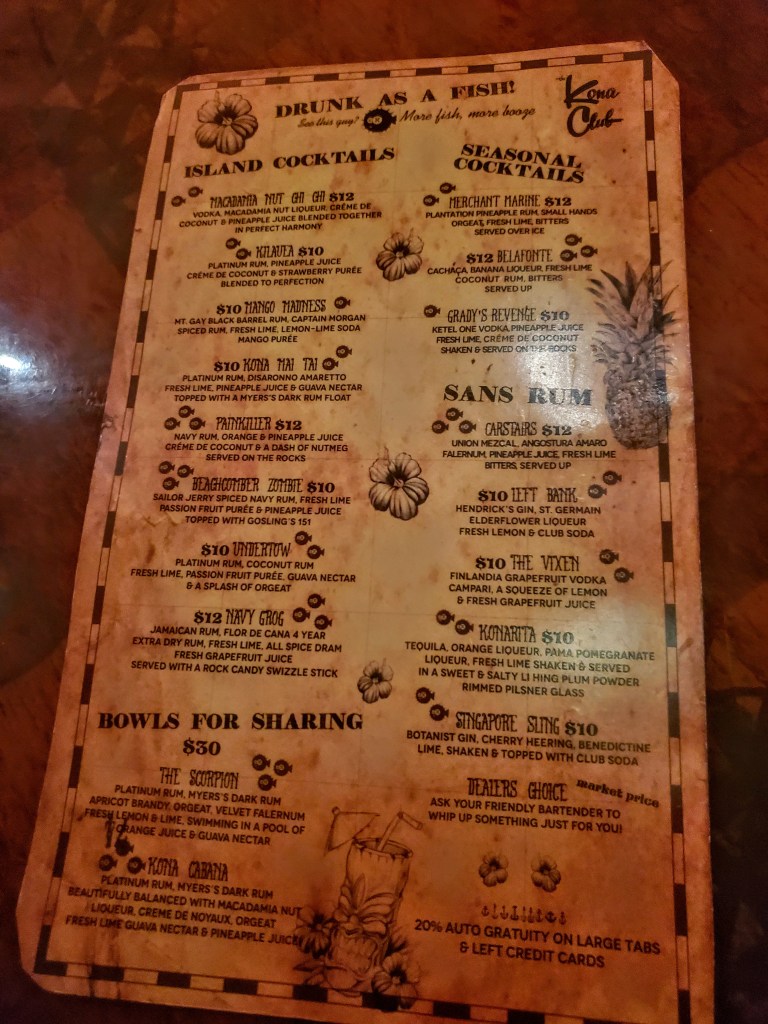 DRUNK AS A FISH!
See this guy? More fish, more booze
Kona
Club
ISLAND COCKTAILS
MACADAMIA NUT CHI CHI $12
VODKA, MACADAMIA NUT LIQUEUR, CRÉME DE
COCONUT & PINEAPPLE JUICE BLENDED TOGETHER
IN PERFECT HARMONY
KILAUEA $10
PLATINUM RUM, PINEAPPLE JUICE
CRÉME DE COCONUT & STRAWBERRY PURÉE
BLENDED TO PERFECTION
$10 MANGO MADNESS
MT. GAY BLACK BARREL RUM, CAPTAIN MORGAN
SPICED RUM, FRESH LIME, LEMON-LIME SODA
MANGO PURÉE
$10 KONA MAI TAI
PLATINUM RUM, DISARONNO AMARETTO
FRESH LIME, PINEAPPLE JUICE & GUAVA NECTAR
TOPPED WITH A MYERS'S DARK RUM FLOAT
PAINKILLER $12
NAVY RUM, ORANGE & PINEAPPLE JUICE
CRÉME DE COCONUT & A DASH OF NUTMEG
SERVED ON THE ROCKS
BEACHCOMBER ZOMBIE $10
SAILOR JERRY SPICED NAVY RUM, FRESH LIME
PASSION FRUIT PURÉE & PINEAPPLE JUICE
TOPPED WITH GOSLING'S 151
$10 UNDERTOW
PLATINUM RUM, COCONUT RUM
FRESH LIME, PASSION FRUIT PURÉE, GUAVA NECTAR
& A SPLASH OF ORGEAT
$12 NAVY GROG
JAMAICAN RUM, FLOR DE CANA 4 YEAR
EXTRA DRY RUM, FRESH LIME, ALL SPICE DRAM
FRESH GRAPEFRUIT JUICE
SERVED WITH A ROCK CANDY SWIZZLE STICK
BOWLS FOR SHARING
$30
THE SCORPION
PLATINUM RUM, MYERS'S DARK RUM
APRICOT BRANDY, ORGEAT, VELVET FALERNUM
FRESH LEMON & LIME, SWIMMING IN A POOL OF
ORANGE JUICE & GUAVA NECTAR
KONA CABANA
PLATINUM RUM, MYERS'S DARK RUM
BEAUTIFULLY BALANCED WITH MACADAMIA NUT
LIQUEUR, CREME DE NOYAUX, ORGEAT
FRESH LIME GUAVA NECTAR & PINEAPPLE JUICE
SEASONAL
COCKTAILS
MERCHANT MARINE $12
PLANTATION PINEAPPLE RUM, SMALL HANDS
ORGEAT, FRESH LIME, BITTERS
SERVED OVER ICE
$12 BELAFONTE
CACHAÇA, BANANA LIQUEUR, FRESH LIME
COCONUT RUM, BITTERS
SERVED UP
GRADY'S REVENGE $10
KETEL ONE VODKA, PINEAPPLE JUICE
FRESH LIME, CRÉME DE COCONUT
SHAKEN & SERVED ON THE ROCKS
SANS RUM
CARSTAIRS $12
UNION MEZCAL, ANGOSTURA AMARO
FALERNUM, PINEAPPLE JUICE, FRESH LIME
BITTERS, SERVED UP
$10 LEFT BANK
HENDRICK'S GIN, ST. GERMAIN
ELDERFLOWER LIQUEUR
FRESH LEMON & CLUB SODA
$10 THE VIXEN
FINLANDIA GRAPEFRUIT VODKA
CAMPARI, A SQUEEZE OF LEMON
& FRESH GRAPEFRUIT JUICE
KONARITA $10
TEQUILA, ORANGE LIQUEUR, PAMA POMEGRANATE
LIQUEUR, FRESH LIME SHAKEN & SERVED
IN A SWEET & SALTY LI HING PLUM POWDER
RIMMED PILSNER GLASS
SINGAPORE SLING $10
BOTANIST GIN, CHERRY HEERING, BENEDICTINE
LIME, SHAKEN & TOPPED WITH CLUB SODA
DEALERS CHOICE market price
ASK YOUR FRIENDLY BARTENDER TO
WHIP UP SOMETHING JUST FOR YOU!
20% AUTO GRATUITY ON LARGE TABS
& LEFT CREDIT CARDS